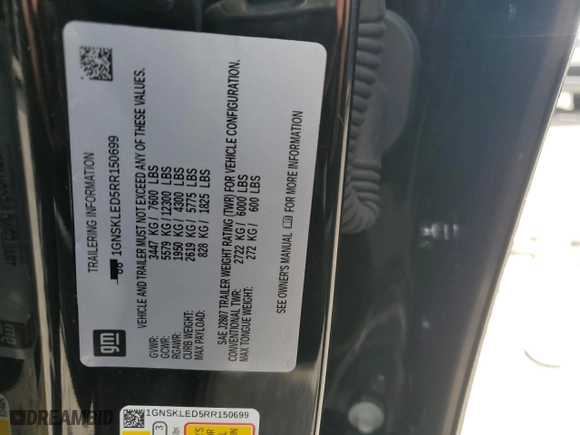 TRAILERING INFORMATION
1GNSKLED5RR150699
VEHICLE AND TRAILER MUST NOT EXCEED ANY OF THESE VALUES.
GVWR: 3447 KG / 7600 LBS
GCWR: 5579 KG / 12300 LBS
RGAWR: 1950 KG / 4300 LBS
CURB WEIGHT: 2619 KG / 5775 LBS
MAX PAYLOAD: 828 KG / 1825 LBS
SAE J2807 TRAILER WEIGHT RATING (TWR) FOR VEHICLE CONFIGURATION.
CONVENTIONAL TWR: 2722 KG / 6000 LBS
MAX TONGUE WEIGHT: 272 KG / 600 LBS
SEE OWNER'S MANUAL FOR MORE INFORMATION
gm
1GNSKLED5RR150699
3
lbs
DREAMBID